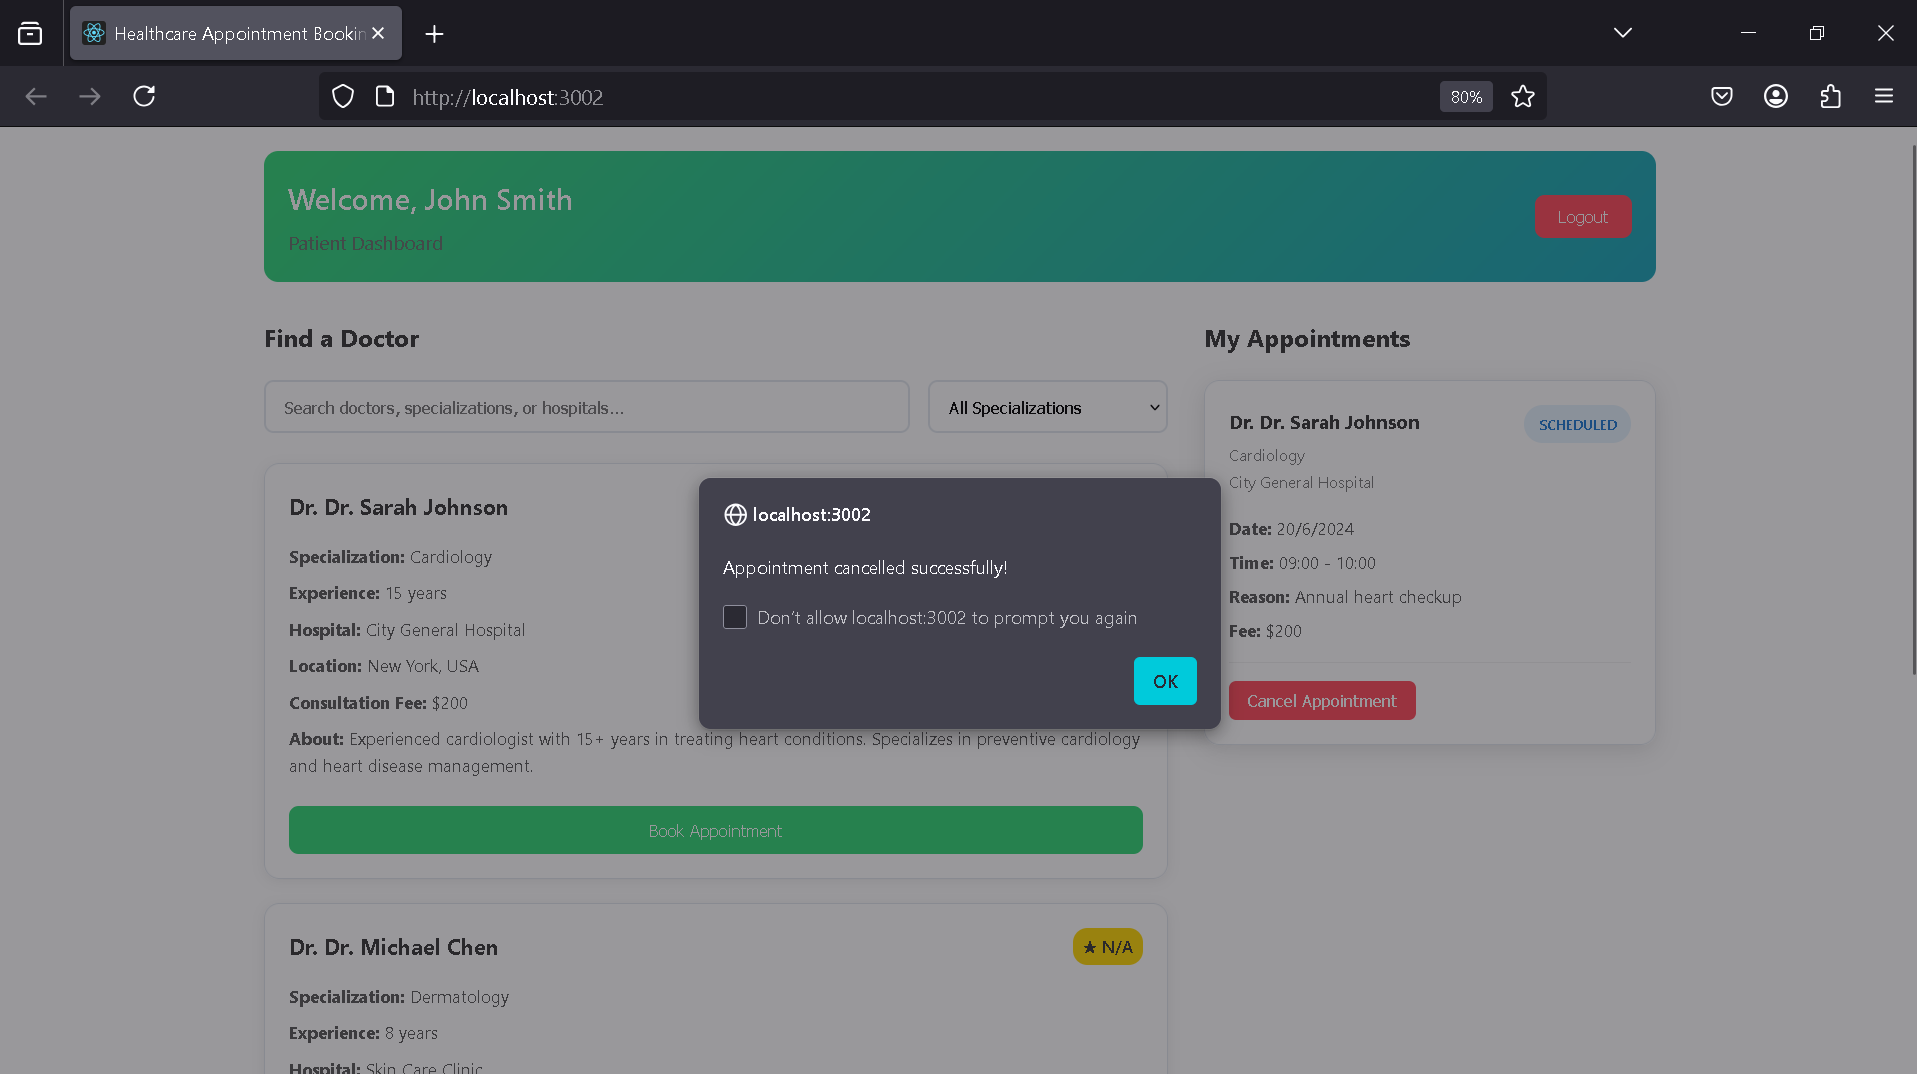 Healthcare Appointment Bookin
http://localhost:3002
80%
Welcome, John Smith
Patient Dashboard
Logout
Find a Doctor
Search doctors, specializations, or hospitals...
All Specializations
Dr. Dr. Sarah Johnson
Specialization: Cardiology
Experience: 15 years
Hospital: City General Hospital
Location: New York, USA
Consultation Fee: $200
About: Experienced cardiologist with 15+ years in treating heart conditions. Specializes in preventive cardiology
and heart disease management.
Book Appointment
Dr. Dr. Michael Chen
★ N/A
Specialization: Dermatology
Experience: 8 years
Hospital: Skin Care Clinic
localhost:3002
Appointment cancelled successfully!
Don't allow localhost:3002 to prompt you again
OK
My Appointments
Dr. Dr. Sarah Johnson
SCHEDULED
Cardiology
City General Hospital
Date: 20/6/2024
Time: 09:00 - 10:00
Reason: Annual heart checkup
Fee: $200
Cancel Appointment